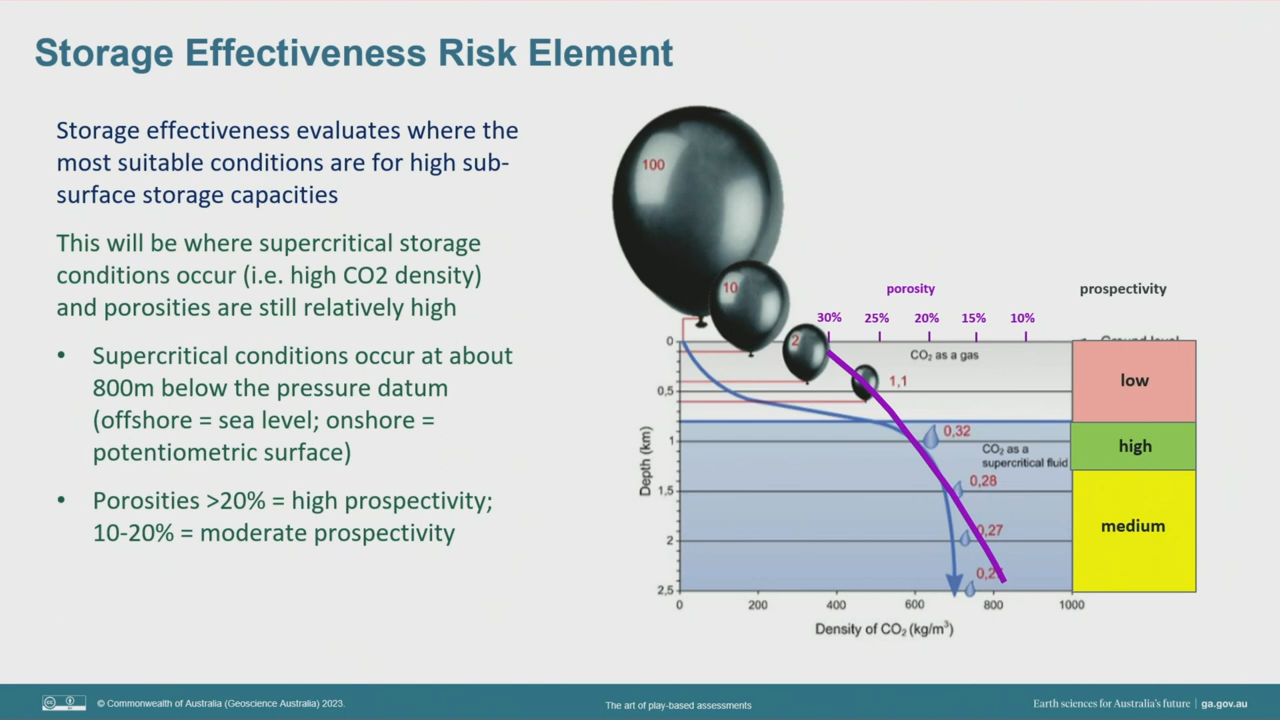 Storage Effectiveness Risk Element
Storage effectiveness evaluates where the
most suitable conditions are for high sub-
surface storage capacities
This will be where supercritical storage
conditions occur (i.e. high CO2 density)
and porosities are still relatively high
• Supercritical conditions occur at about
800m below the pressure datum
(offshore = sea level; onshore =
potentiometric surface)
• Porosities >20% = high prospectivity;
10-20% = moderate prospectivity
100
10
2
1,1
porosity
30% 25% 20% 15% 10%
prospectivity
CO₂ as a gas
0,32
CO₂ as a
supercritical fluid
0,28
0,27
low
high
medium
Depth (km)
0
0,5
1
1,5
2
2,5
0 200 400 600 800 1000
Density of CO₂ (kg/m³)
© Commonwealth of Australia (Geoscience Australia) 2023.
The art of play-based assessments
Earth sciences for Australia's future | ga.gov.au